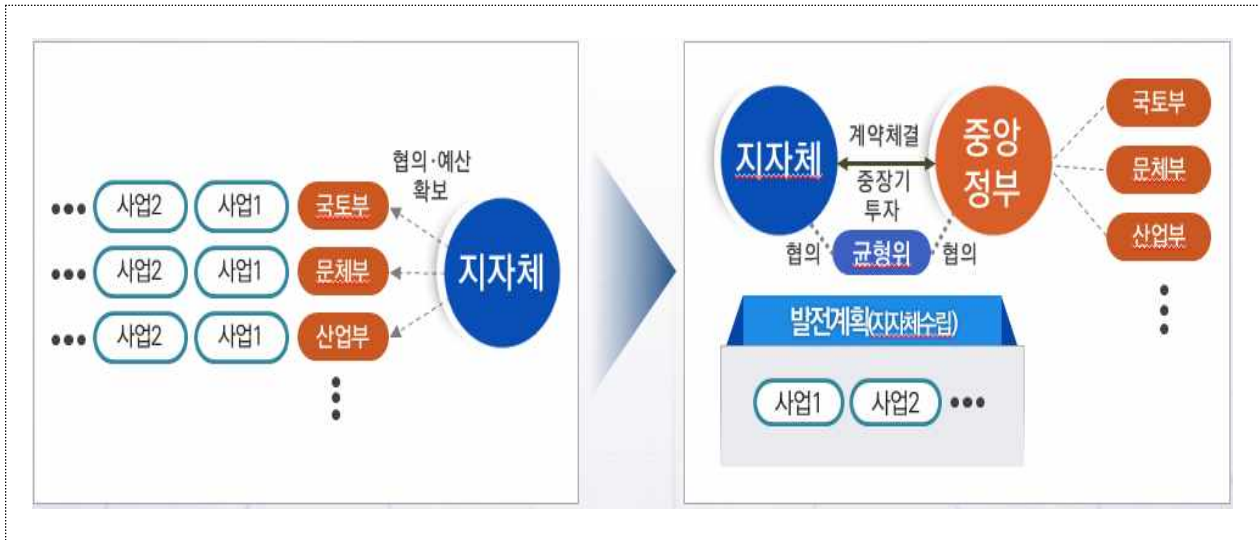 협의·예산
확보
••• 사업2 사업1 국토부
••• 사업2 사업1 문체부
••• 사업2 사업1 산업부
지자체
지자체
계약체결
중장기
투자
중앙
정부
협의 균형위 협의
국토부
문체부
산업부
발전계획(지자체수립)
사업1 사업2 •••